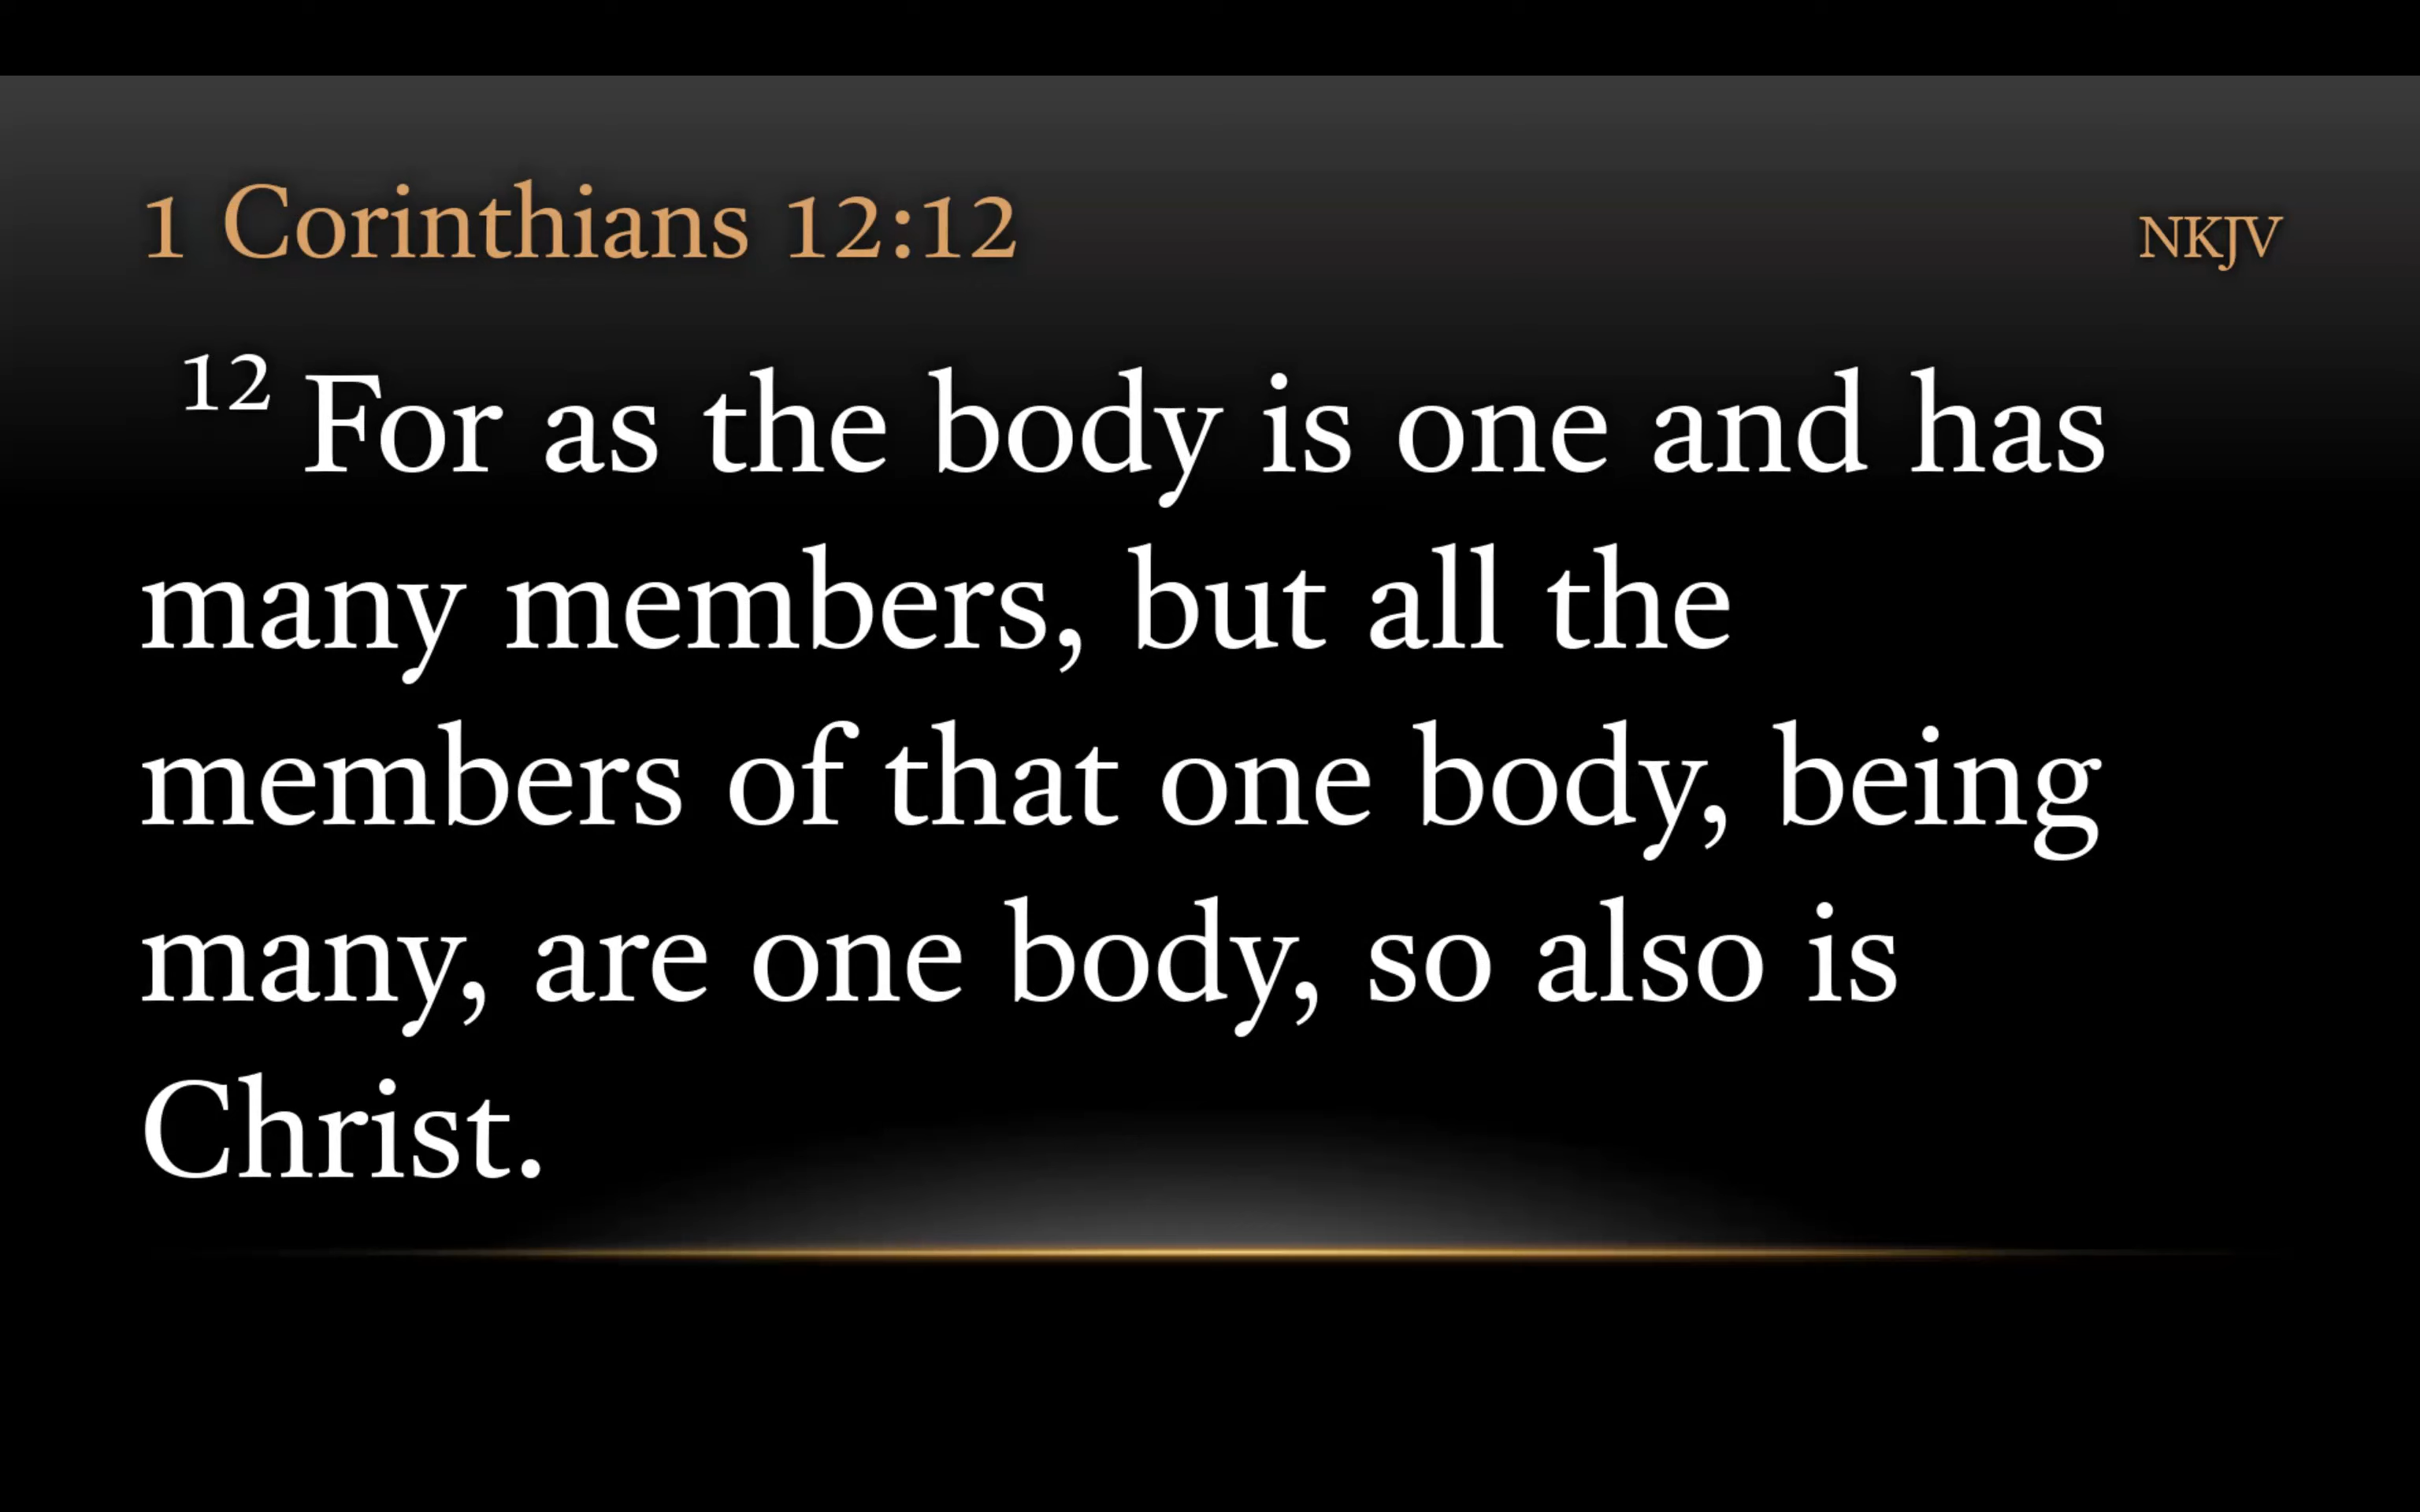 1 Corinthians 12:12 NKJV
12 For as the body is one and has
many members, but all the
members of that one body, being
many, are one body, so also is
Christ.